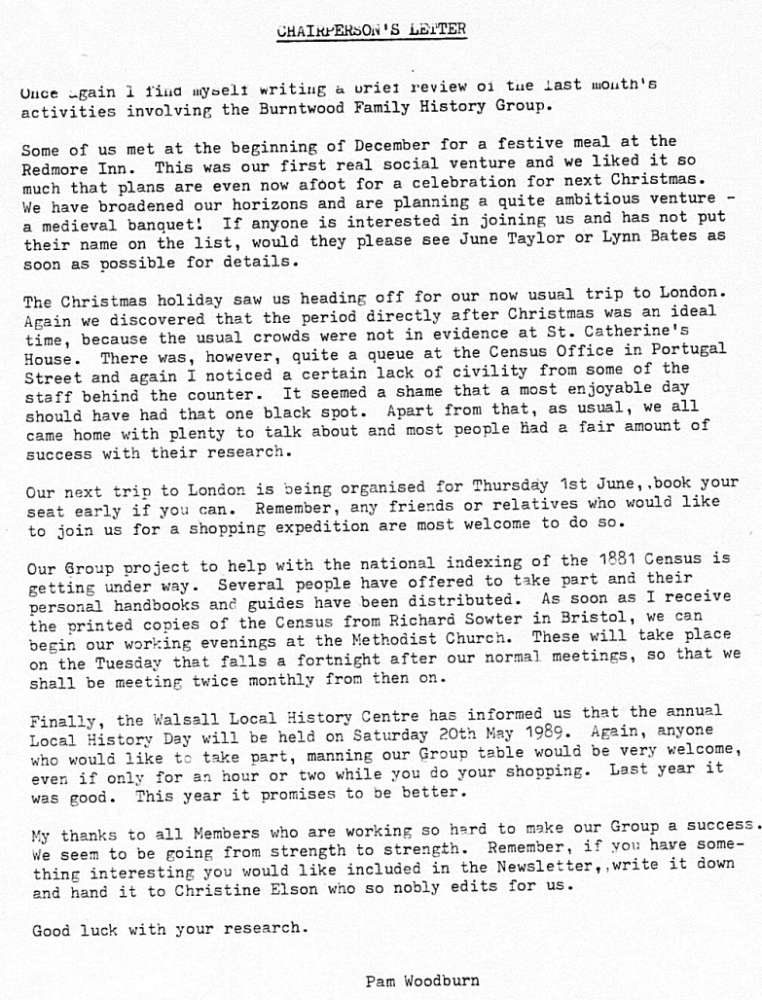 CHAIRPERSON'S LETTER
Once again I find myself writing a brief review of the last month's
activities involving the Burntwood Family History Group.
Some of us met at the beginning of December for a festive meal at the
Redmore Inn. This was our first real social venture and we liked it so
much that plans are even now afoot for a celebration for next Christmas.
We have broadened our horizons and are planning a quite ambitious venture -
a medieval banquet! If anyone is interested in joining us and has not put
their name on the list, would they please see June Taylor or Lynn Bates as
soon as possible for details.
The Christmas holiday saw us heading off for our now usual trip to London.
Again we discovered that the period directly after Christmas was an ideal
time, because the usual crowds were not in evidence at St. Catherine's
House. There was, however, quite a queue at the Census Office in Portugal
Street and again I noticed a certain lack of civility from some of the
staff behind the counter. It seemed a shame that a most enjoyable day
should have had that one black spot. Apart from that, as usual, we all
came home with plenty to talk about and most people had a fair amount of
success with their research.
Our next trip to London is being organised for Thursday 1st June,.book your
seat early if you can. Remember, any friends or relatives who would like
to join us for a shopping expedition are most welcome to do so.
Our Group project to help with the national indexing of the 1881 Census is
getting under way. Several people have offered to take part and their
personal handbooks and guides have been distributed. As soon as I receive
the printed copies of the Census from Richard Sowter in Bristol, we can
begin our working evenings at the Methodist Church. These will take place
on the Tuesday that falls a fortnight after our normal meetings, so that we
shall be meeting twice monthly from then on.
Finally, the Walsall Local History Centre has informed us that the annual
Local History Day will be held on Saturday 20th May 1989. Again, anyone
who would like to take part, manning our Group table would be very welcome,
even if only for an hour or two while you do your shopping. Last year it
was good. This year it promises to be better.
My thanks to all Members who are working so hard to make our Group a success.
We seem to be going from strength to strength. Remember, if you have some-
thing interesting you would like included in the Newsletter,.write it down
and hand it to Christine Elson who so nobly edits for us.
Good luck with your research.
Pam Woodburn